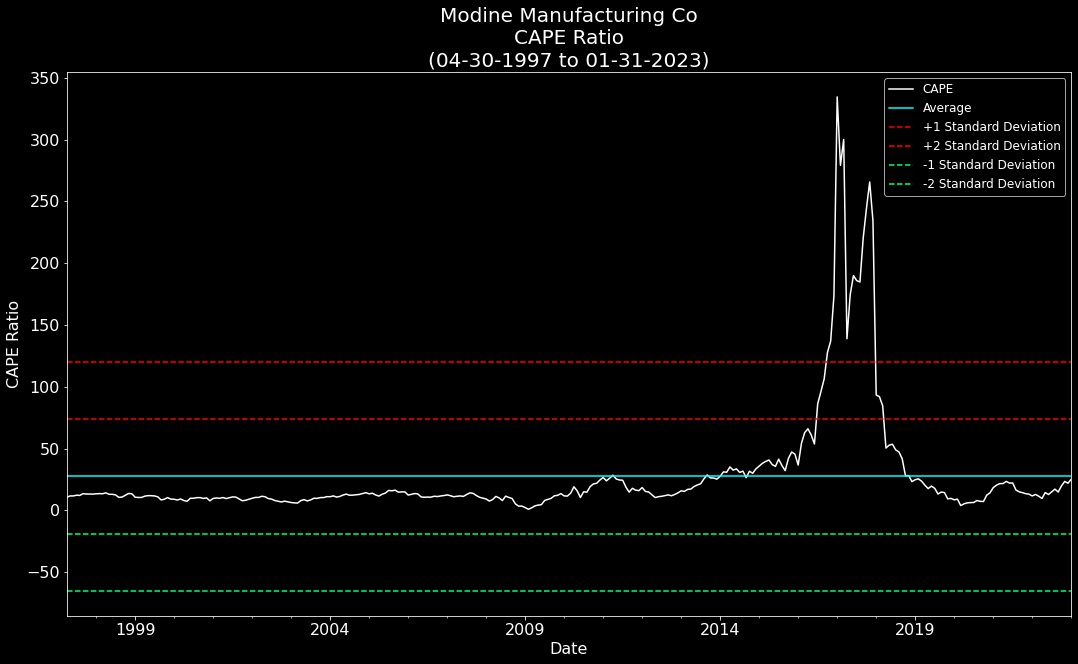 Modine Manufacturing Co
CAPE Ratio
(04-30-1997 to 01-31-2023)
CAPE
Average
+1 Standard Deviation
+2 Standard Deviation
-1 Standard Deviation
-2 Standard Deviation
CAPE Ratio
350
300
250
200
150
100
50
0
−50
1999
2004
2009
2014
2019
Date